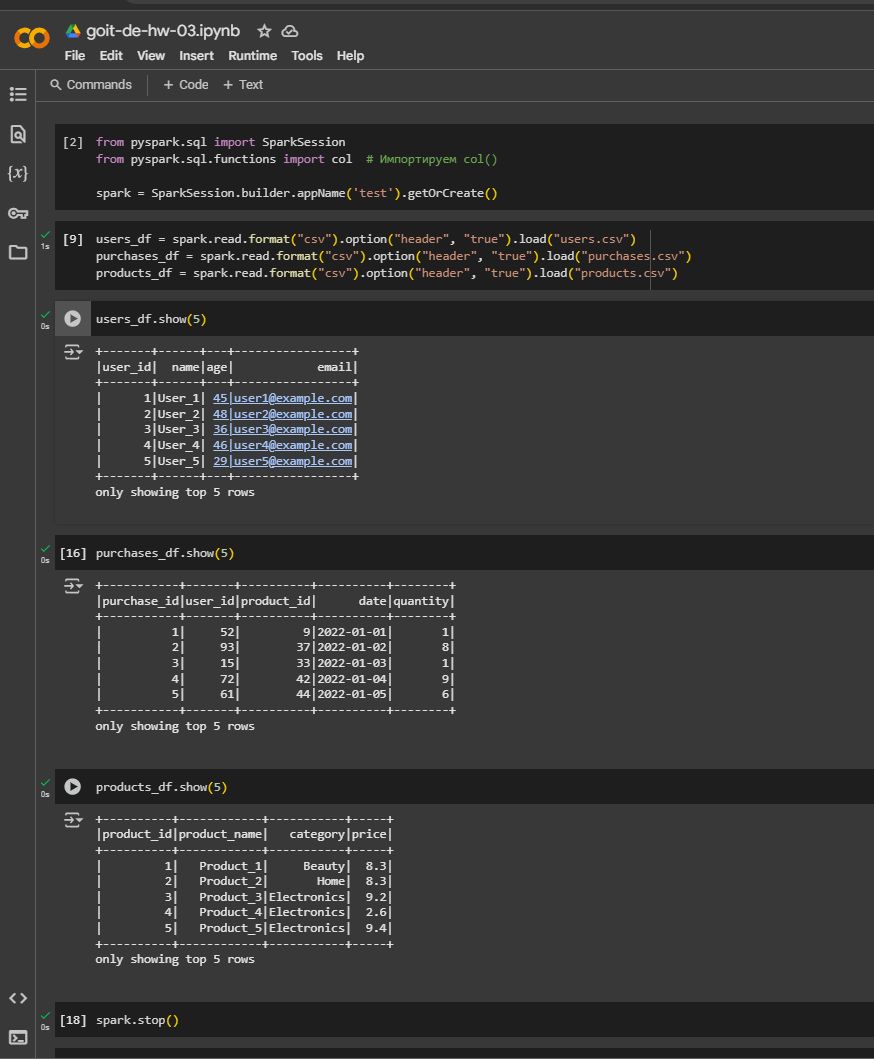 goit-de-hw-03.ipynb
File Edit View Insert Runtime Tools Help
Commands + Code + Text
[2] from pyspark.sql import SparkSession
from pyspark.sql.functions import col # Импортируем col()
spark = SparkSession.builder.appName('test').getOrCreate()
1s
[9] users_df = spark.read.format("csv").option("header", "true").load("users.csv")
purchases_df = spark.read.format("csv").option("header", "true").load("purchases.csv")
products_df = spark.read.format("csv").option("header", "true").load("products.csv")
0s
users_df.show(5)
+-------+------+---+-----------------+
|user_id|  name|age|            email|
+-------+------+---+-----------------+
|      1|User_1| 45|user1@example.com|
|      2|User_2| 48|user2@example.com|
|      3|User_3| 36|user3@example.com|
|      4|User_4| 46|user4@example.com|
|      5|User_5| 29|user5@example.com|
+-------+------+---+-----------------+
only showing top 5 rows
0s
[16] purchases_df.show(5)
+-----------+-------+----------+----------+--------+
|purchase_id|user_id|product_id|      date|quantity|
+-----------+-------+----------+----------+--------+
|          1|     52|         9|2022-01-01|       1|
|          2|     93|        37|2022-01-02|       8|
|          3|     15|        33|2022-01-03|       1|
|          4|     72|        42|2022-01-04|       9|
|          5|     61|        44|2022-01-05|       6|
+-----------+-------+----------+----------+--------+
only showing top 5 rows
0s
products_df.show(5)
+----------+------------+-----------+-----+
|product_id|product_name|   category|price|
+----------+------------+-----------+-----+
|         1|   Product_1|     Beauty|  8.3|
|         2|   Product_2|       Home|  8.3|
|         3|   Product_3|Electronics|  9.2|
|         4|   Product_4|Electronics|  2.6|
|         5|   Product_5|Electronics|  9.4|
+----------+------------+-----------+-----+
only showing top 5 rows
0s
[18] spark.stop()